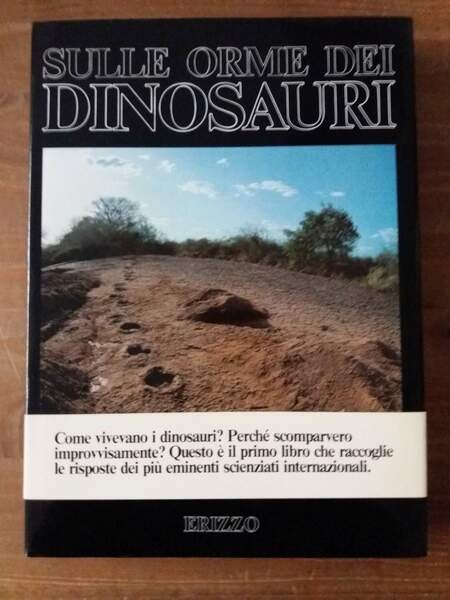 SULLE ORME DEI
DINOSAURI
Come vivevano i dinosauri? Perché scomparvero
improvvisamente? Questo è il primo libro che raccoglie
le risposte dei più eminenti scienziati internazionali.
ERIZZO